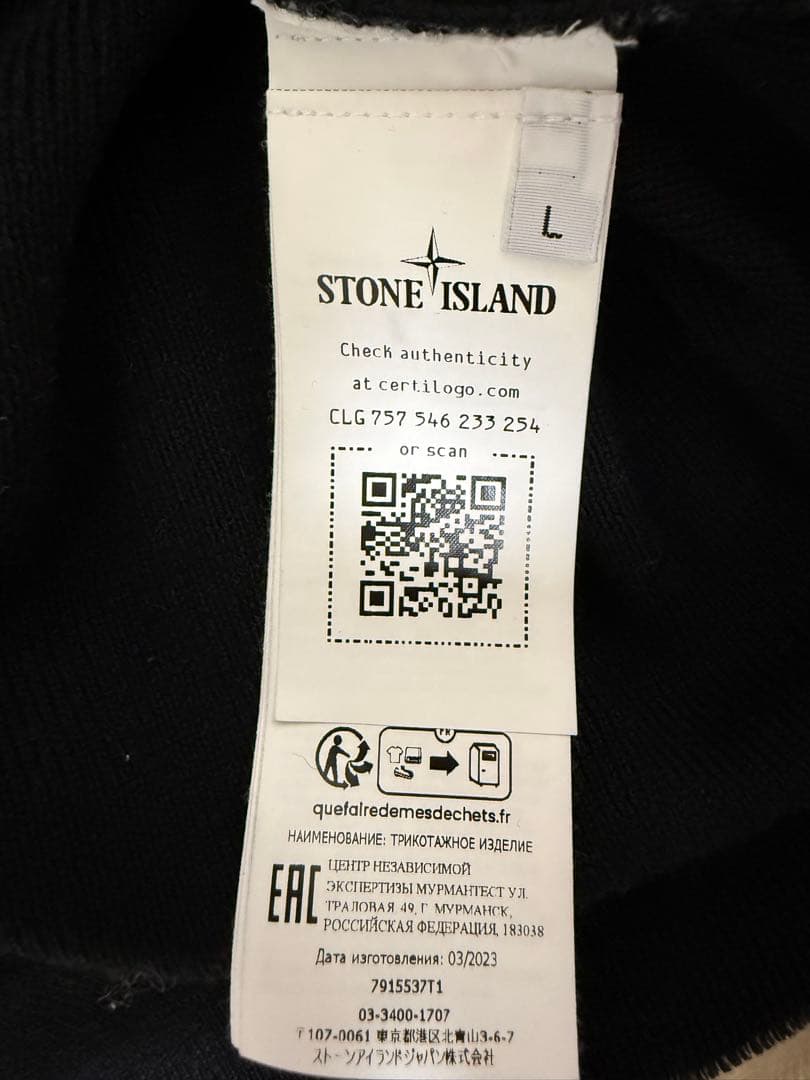 L
STONE ISLAND
Check authenticity
at certilogo.com
CLG 757 546 233 254
or scan
FR
quefairedemesdechets.fr
НАИМЕНОВАНИЕ: ТРИКОТАЖНОЕ ИЗДЕЛИЕ
EAC
ЦЕНТР НЕЗАВИСИМОЙ
ЭКСПЕРТИЗЫ МУРМАНТЕСТ УЛ.
ТРАЛОВАЯ 49, Г. МУРМАНСК,
РОССИЙСКАЯ ФЕДЕРАЦИЯ, 183038
Дата изготовления: 03/2023
7915537T1
03-3400-1707
〒107-0061 東京都港区北青山3-6-7
ストーンアイランドジャパン株式会社